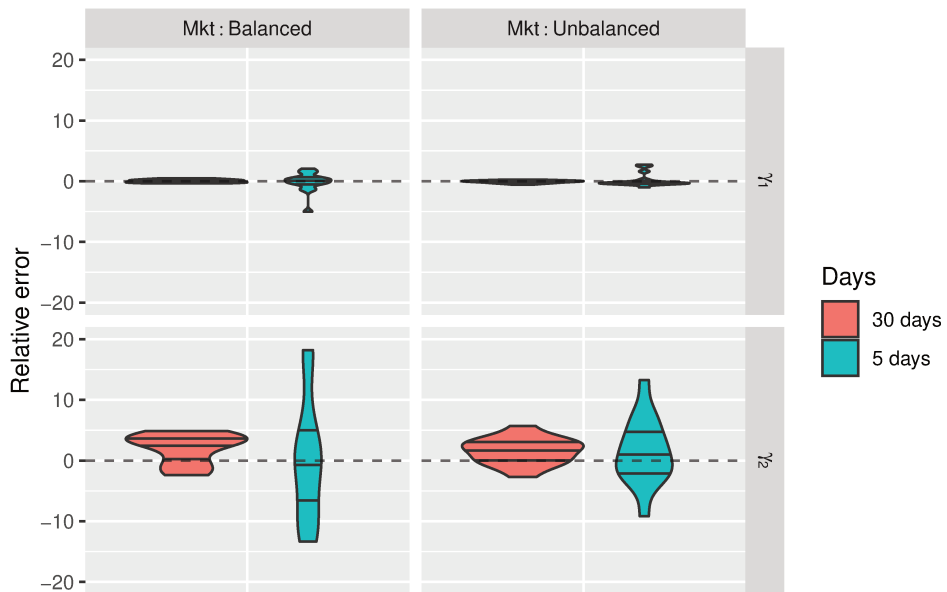 Mkt : Balanced
Mkt : Unbalanced
Relative error
20
10
0
−10
−20
γ1
20
10
0
−10
−20
γ2
Days
30 days
5 days